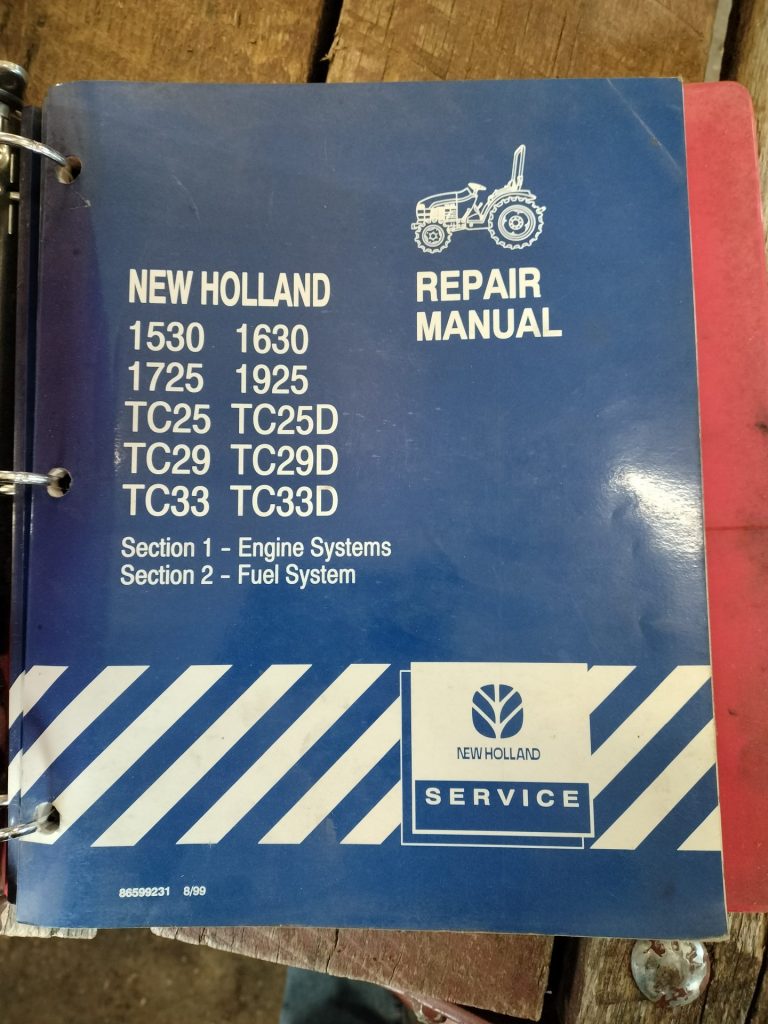 NEW HOLLAND
1530 1630
1725 1925
TC25 TC25D
TC29 TC29D
TC33 TC33D
REPAIR
MANUAL
Section 1 - Engine Systems
Section 2 - Fuel System
NEW HOLLAND
SERVICE
86599231 8/99